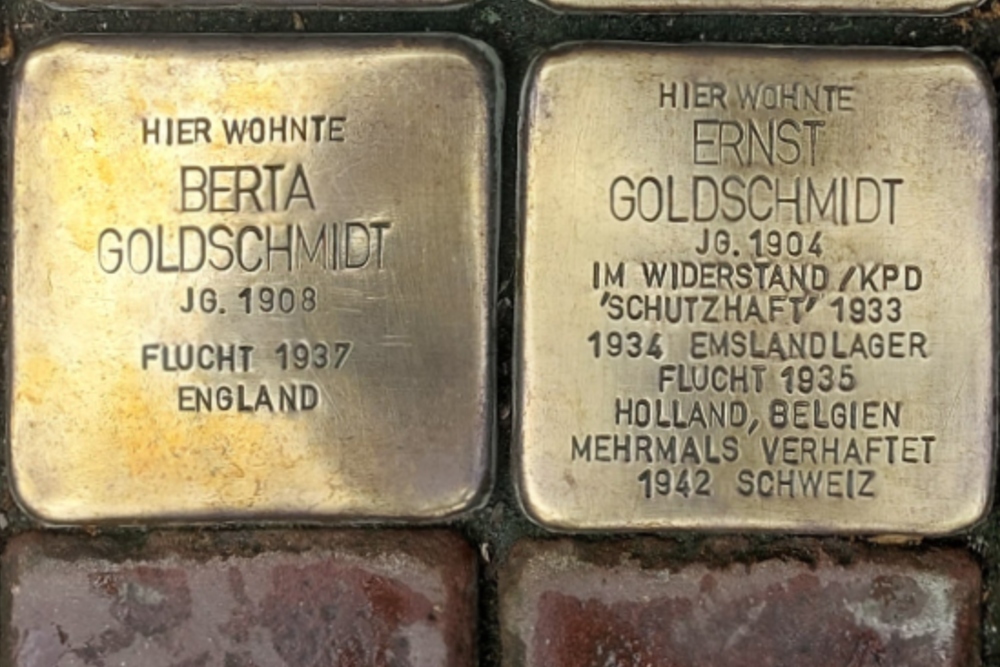 HIER WOHNTE
BERTA
GOLDSCHMIDT
JG. 1908
FLUCHT 1937
ENGLAND
HIER WOHNTE
ERNST
GOLDSCHMIDT
JG. 1904
IM WIDERSTAND / KPD
'SCHUTZHAFT' 1933
1934 EMSLANDLAGER
FLUCHT 1935
HOLLAND, BELGIEN
MEHRMALS VERHAFTET
1942 SCHWEIZ